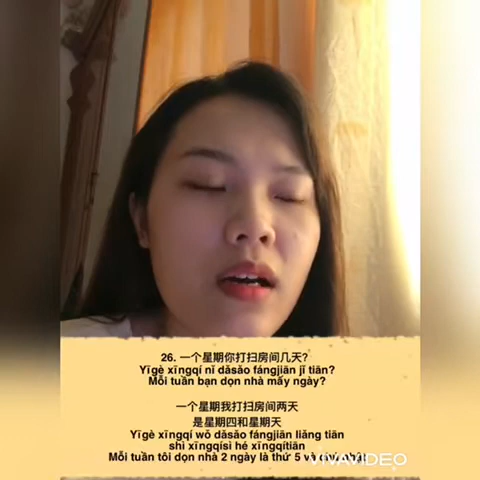 26. 一个星期你打扫房间几天?
Yīgè xīngqí nǐ dǎsǎo fángjiān jǐ tiān?
Mỗi tuần bạn dọn nhà mấy ngày?
一个星期我打扫房间两天
是星期四和星期天
Yīgè xīngqí wǒ dǎsǎo fángjiān liǎng tiān
shì xīngqísì hé xīngqítiān
Mỗi tuần tôi dọn nhà 2 ngày là thứ 5 và
VIVAVIDEO